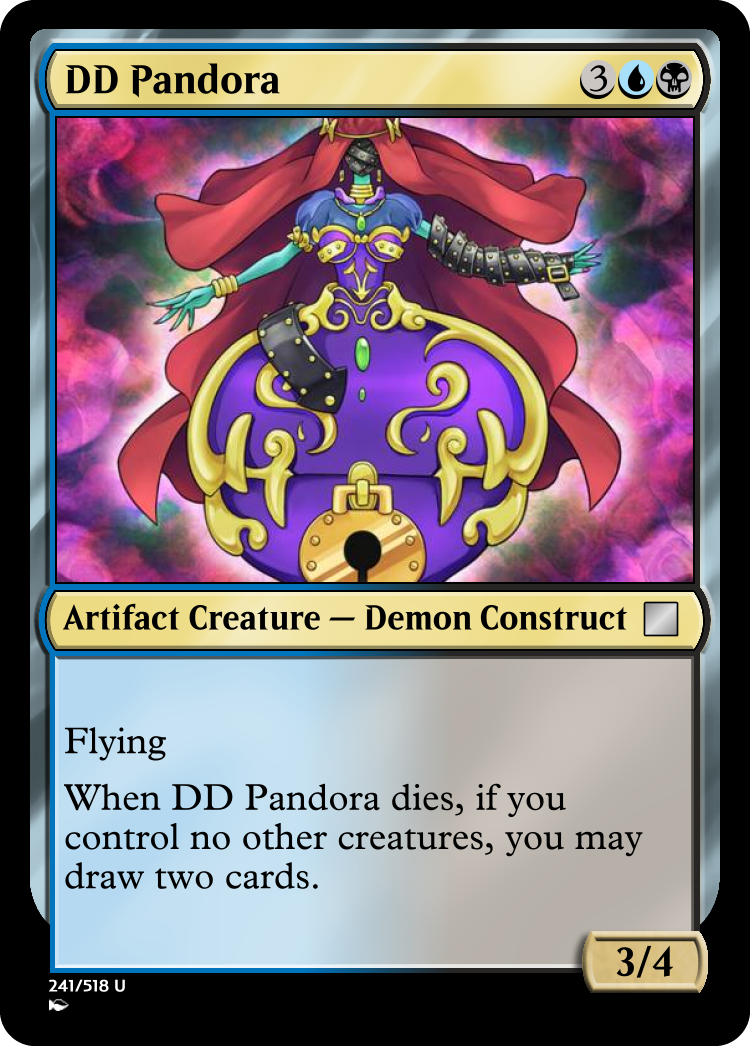 DD Pandora 3
Artifact Creature — Demon Construct
Flying
When DD Pandora dies, if you
control no other creatures, you may
draw two cards.
3/4
241/518 U